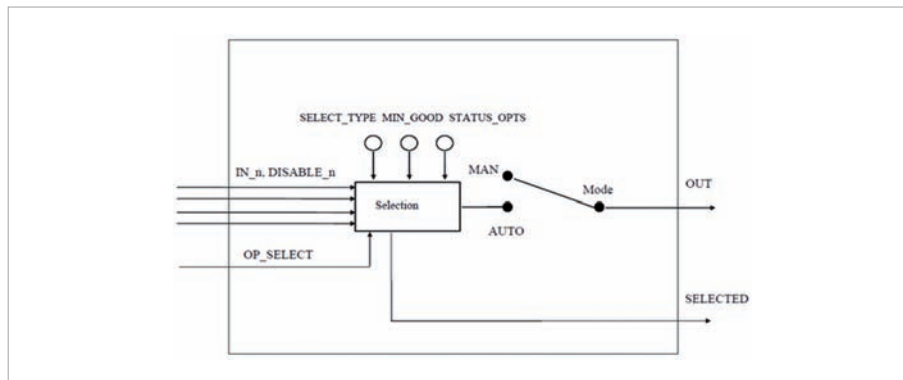 SELECT_TYPE MIN_GOOD STATUS_OPTS
IN_n, DISABLE_n
MAN
Mode
OUT
Selection
AUTO
OP_SELECT
SELECTED